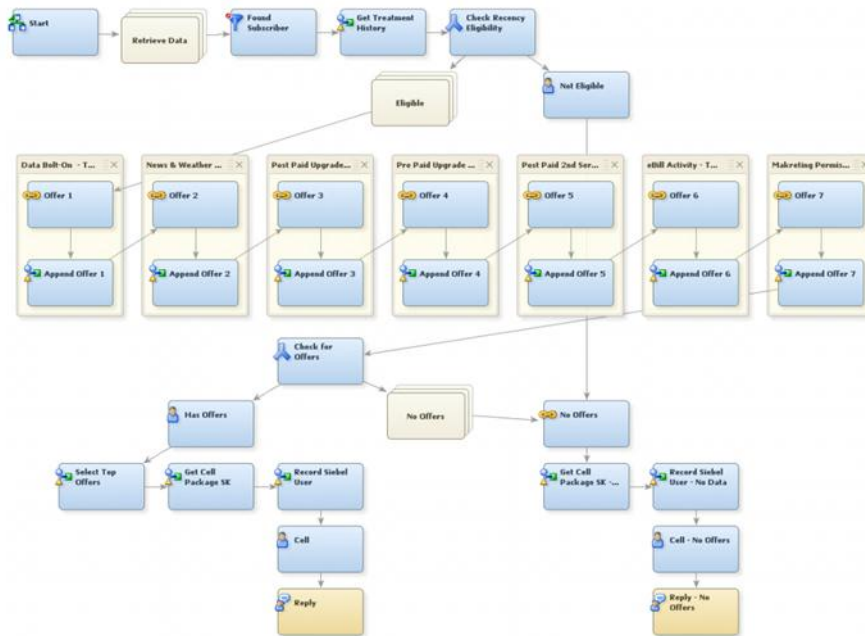 Start
Retrieve Data
Found
Subscriber
Get Treatment
History
Check Recency
Eligibility
Eligible
Not Eligible
Data Bolt-On - T...
News & Weather ...
Post Paid Upgrade...
Pre Paid Upgrade ...
Post Paid 2nd Ser...
eBill Activity - T...
Makreting Permis...
Offer 1
Offer 2
Offer 3
Offer 4
Offer 5
Offer 6
Offer 7
Append Offer 1
Append Offer 2
Append Offer 3
Append Offer 4
Append Offer 5
Append Offer 6
Append Offer 7
Check for
Offers
Has Offers
No Offers
No Offers
Select Top
Offers
Get Cell
Package SK
Record Siebel
User
Get Cell
Package SK -...
Record Siebel
User - No Data
Cell
Cell - No Offers
Reply
Reply - No
Offers